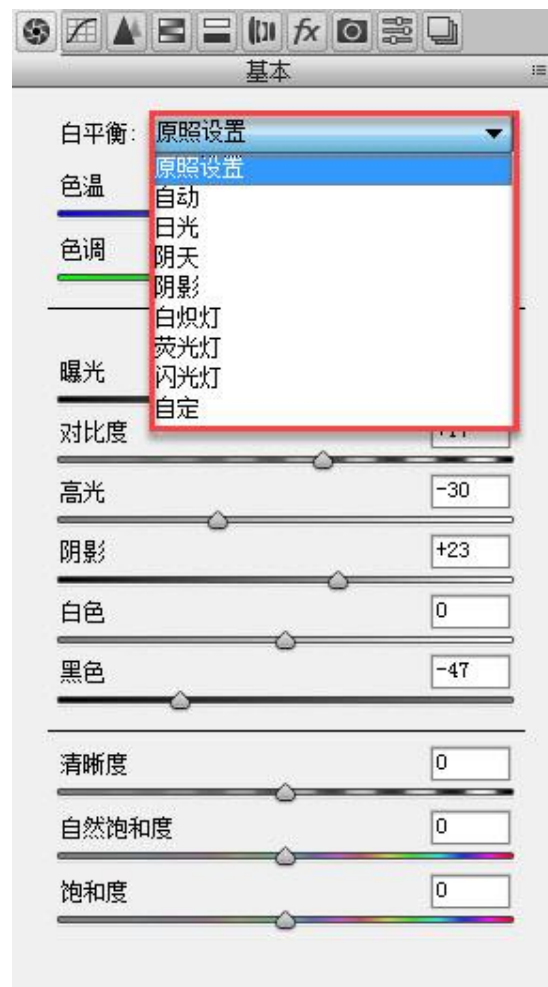 fx
基本
白平衡: 原照设置
原照设置
色温
自动
日光
色调
阴天
阴影
白炽灯
荧光灯
曝光
闪光灯
自定
对比度
高光 -30
阴影 +23
白色 0
黑色 -47
清晰度 0
自然饱和度 0
饱和度 0